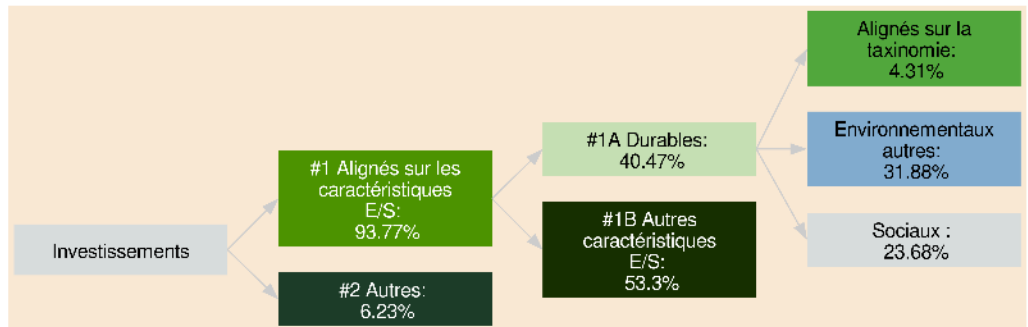 Investissements
#1 Alignés sur les
caractéristiques
E/S:
93.77%
#2 Autres:
6.23%
#1A Durables:
40.47%
#1B Autres
caractéristiques
E/S:
53.3%
Alignés sur la
taxinomie:
4.31%
Environnementaux
autres:
31.88%
Sociaux :
23.68%